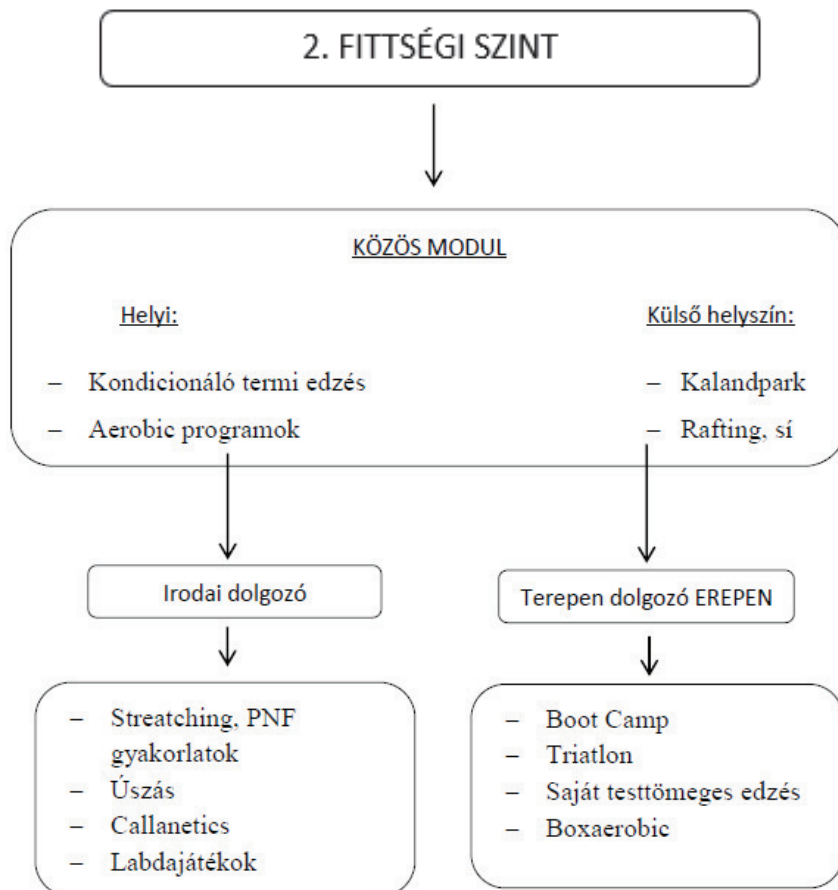 2. FITTSÉGI SZINT
KÖZÖS MODUL
Helyi:
– Kondicionáló termi edzés
– Aerobic programok
Külső helyszín:
– Kalandpark
– Rafting, sí
Irodai dolgozó
– Streatching, PNF
gyakorlatok
– Úszás
– Callanetics
– Labdajátékok
Terepen dolgozó EREPEN
– Boot Camp
– Triatlon
– Saját testtömeges edzés
– Boxaerobic